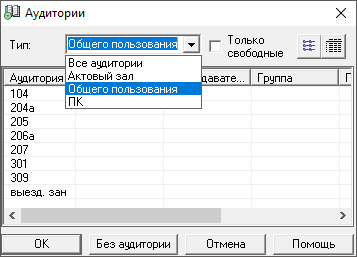 Аудитории
Тип:
Общего пользования
Только свободные
Все аудитории
Актовый зал
Общего пользования
ПК
Аудитория
давате...
Группа
104
204а
205
206а
207
301
309
выезд. зан
OK
Без аудитории
Отмена
Помощь